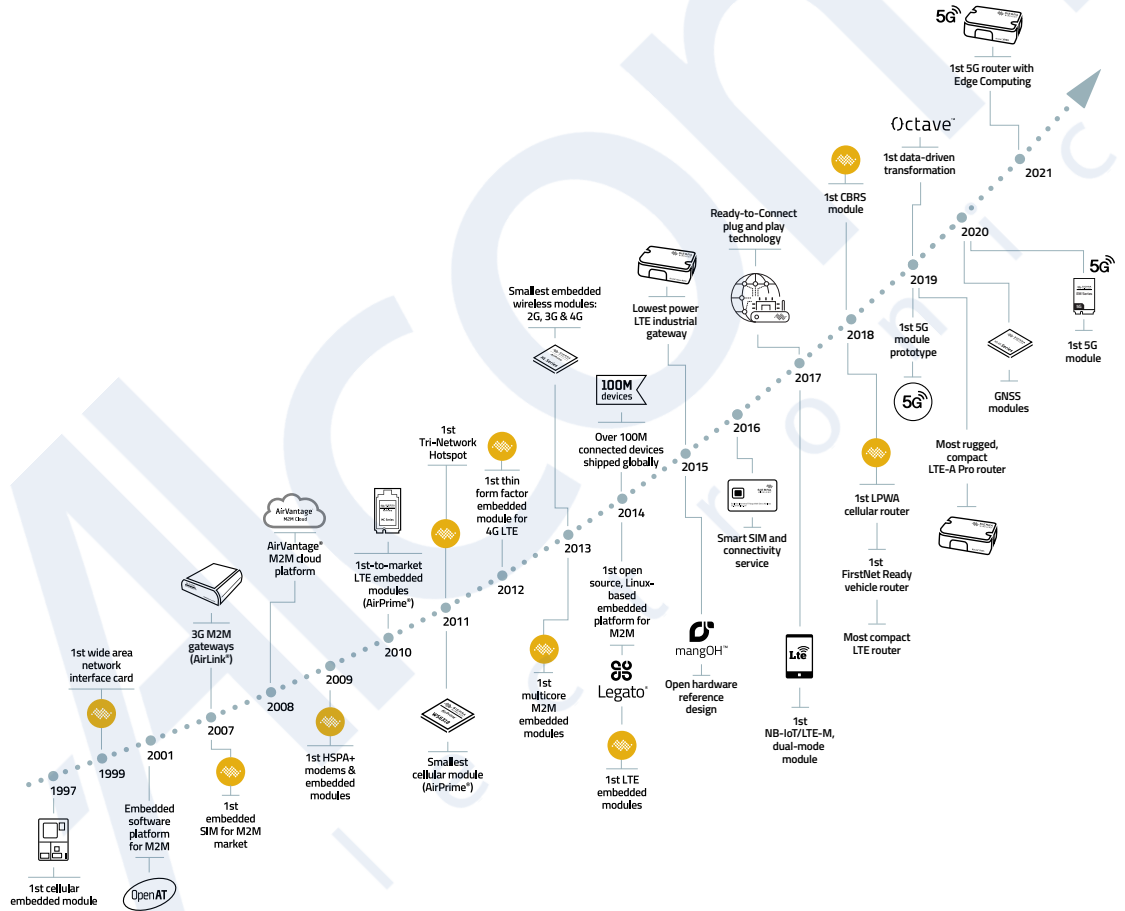 1997
1st cellular
embedded module
1st wide area
network
interface card
1999
2001
Embedded
software
platform
for M2M
OpenAT
3G M2M
gateways
(AirLink®)
2007
1st
embedded
SIM for M2M
market
AirVantage
M2M Cloud
AirVantage®
M2M cloud
platform
2008
2009
1st HSPA+
modems &
embedded
modules
1st-to-market
LTE embedded
modules
(AirPrime®)
2010
1st
Tri-Network
Hotspot
2011
Smallest
cellular module
(AirPrime®)
1st thin
form factor
embedded
module for
4G LTE
2012
Smallest embedded
wireless modules:
2G, 3G & 4G
2013
1st
multicore M2M
embedded
modules
100M
devices
Over 100M
connected devices
shipped globally
2014
1st open
source, Linux-
based
embedded
platform for
M2M
Legato®
1st LTE
embedded
modules
Lowest power
LTE industrial
gateway
2015
mangOH™
Open hardware
reference
design
2016
Smart SIM and
connectivity
service
Ready-to-Connect
plug and play
technology
2017
Lte
1st
NB-IoT/LTE-M,
dual-mode
module
1st CBRS
module
2018
1st LPWA
cellular router
1st
FirstNet Ready
vehicle router
Most compact
LTE router
Octave™
1st data-driven
transformation
2019
1st 5G
module
prototype
5G
Most rugged,
compact
LTE-A Pro router
2020
GNSS
modules
5G
1st 5G
module
5G
1st 5G router with
Edge Computing
2021